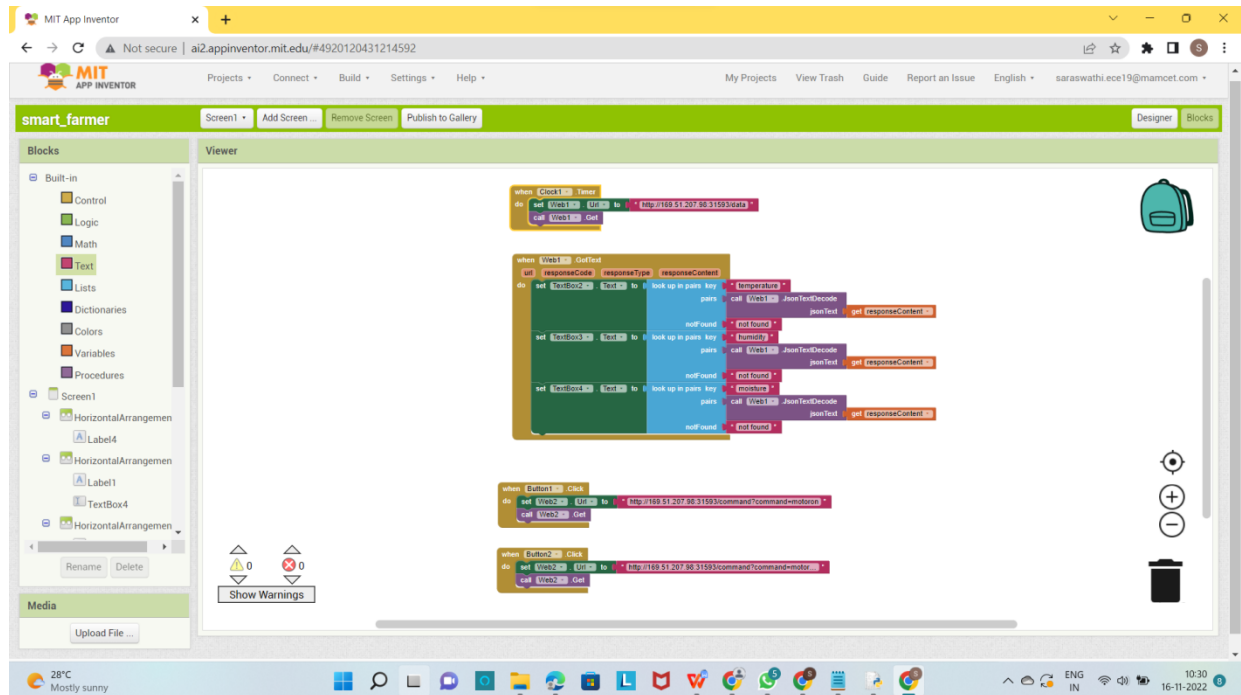 MIT App Inventor
Not secure | ai2.appinventor.mit.edu/#4920120431214592
S
MIT
APP INVENTOR
Projects Connect Build Settings Help My Projects View Trash Guide Report an Issue English saraswathi.ece19@mamcet.com
smart_farmer Screen1 Add Screen ... Remove Screen Publish to Gallery Designer Blocks
Blocks Viewer
Built-in
Control
Logic
Math
Text
Lists
Dictionaries
Colors
Variables
Procedures
Screen1
HorizontalArrangemen
Label4
HorizontalArrangemen
Label1
TextBox4
HorizontalArrangemen
Rename Delete
Media
Upload File ...
when Clock1 .Timer
do set Web1 . Url to " http://169.51.207.98:31593/data "
call Web1 .Get
when Web1 .GotText
url responseCode responseType responseContent
do set TextBox2 . Text to look up in pairs key " temperature "
pairs call Web1 .JsonTextDecode
jsonText get responseContent
notFound " not found "
set TextBox3 . Text to look up in pairs key " humidity "
pairs call Web1 .JsonTextDecode
jsonText get responseContent
notFound " not found "
set TextBox4 . Text to look up in pairs key " moisture "
pairs call Web1 .JsonTextDecode
jsonText get responseContent
notFound " not found "
when Button1 .Click
do set Web2 . Url to " http://169.51.207.98:31593/command?command=motoron "
call Web2 .Get
when Button2 .Click
do set Web2 . Url to " http://169.51.207.98:31593/command?command=motor... "
call Web2 .Get
0 0
Show Warnings
28°C
Mostly sunny
L
5
ENG
IN
10:30
16-11-2022
8